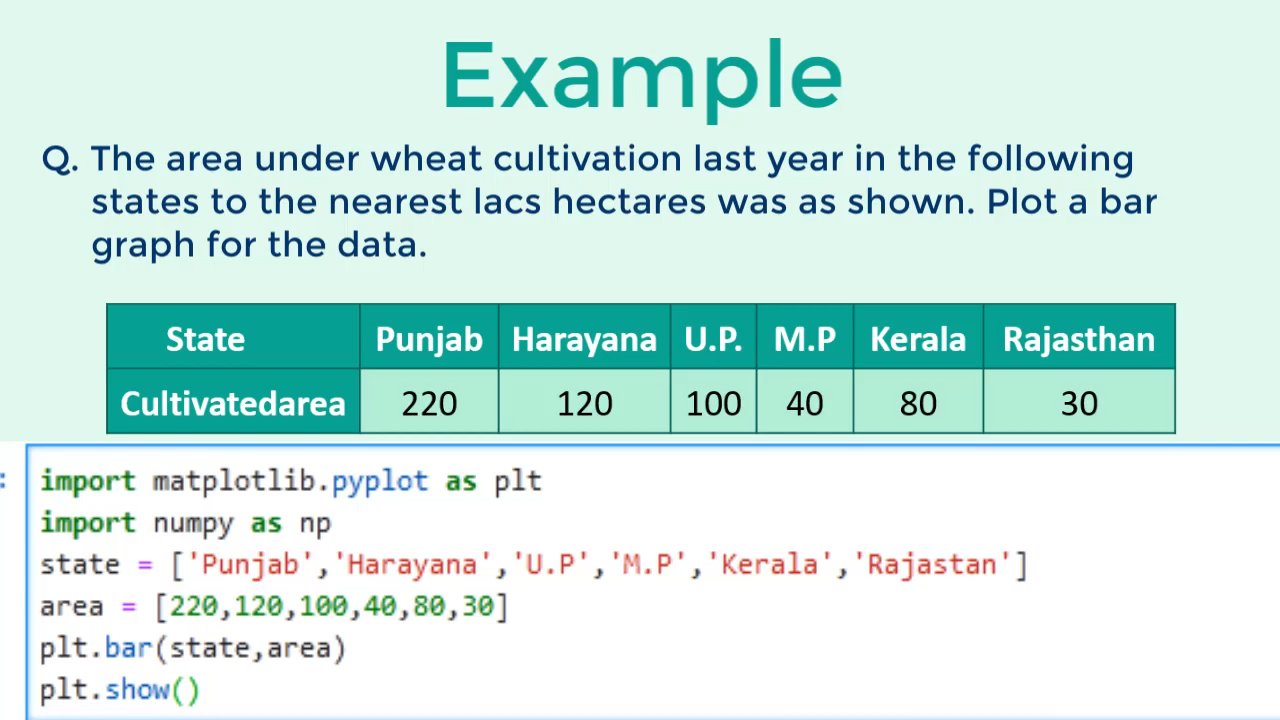 Example
Q. The area under wheat cultivation last year in the following
states to the nearest lacs hectares was as shown. Plot a bar
graph for the data.
State Punjab Harayana U.P. M.P Kerala Rajasthan
Cultivatedarea 220 120 100 40 80 30
:
import matplotlib.pyplot as plt
import numpy as np
state = ['Punjab','Harayana','U.P','M.P','Kerala','Rajastan']
area = [220,120,100,40,80,30]
plt.bar(state,area)
plt.show()